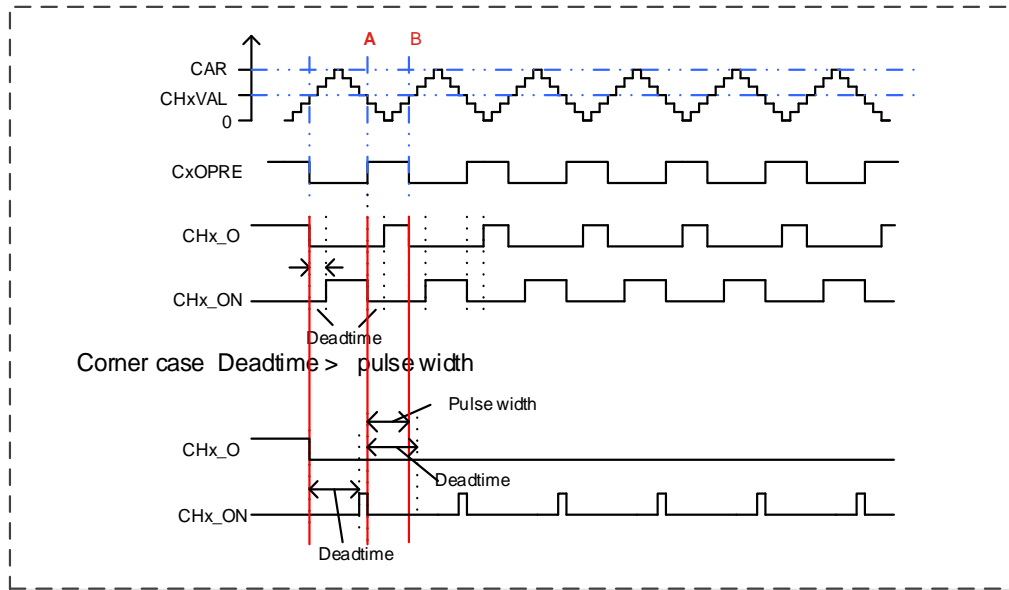 A B
CAR
CHxVAL
0
CxOPRE
CHx_O
CHx_ON
Deadtime
Corner case Deadtime > pulse width
Pulse width
CHx_O
Deadtime
CHx_ON
Deadtime